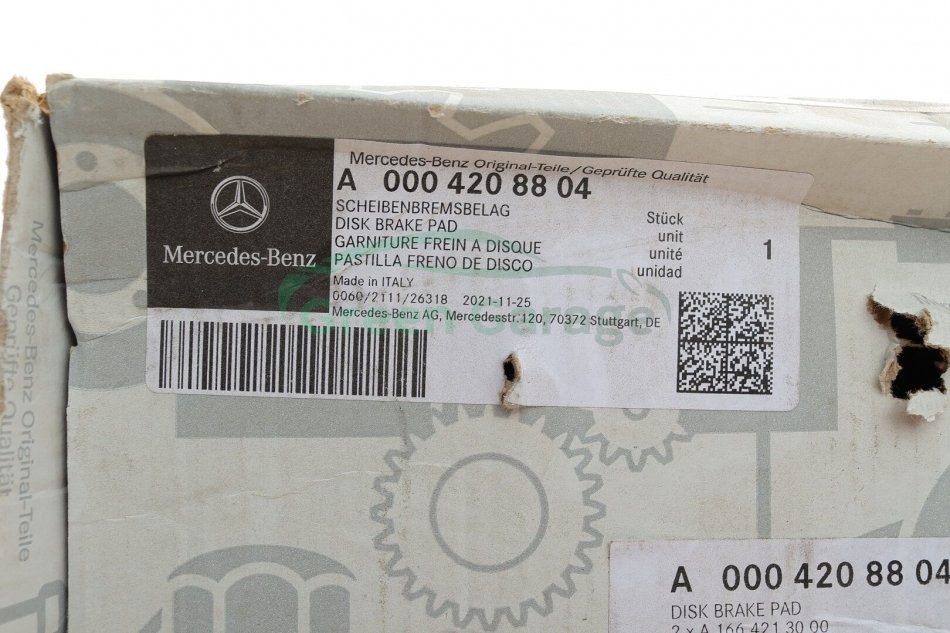 Mercedes-Benz Original-Teile/Geprüfte Qualität
A 000 420 88 04
SCHEIBENBREMSBELAG
DISK BRAKE PAD
GARNITURE FREIN A DISQUE
PASTILLA FRENO DE DISCO
Stück
unit
unité
unidad
1
Mercedes-Benz
Made in ITALY
0060/2111/26318 2021-11-25
Mercedes-Benz AG, Mercedesstr.120, 70372 Stuttgart, DE
Green Garage
Mercedes-Benz Original-Teile
Geprüfte Qualität
A 000 420 88 04
DISK BRAKE PAD
2 x A 166 421 30 00